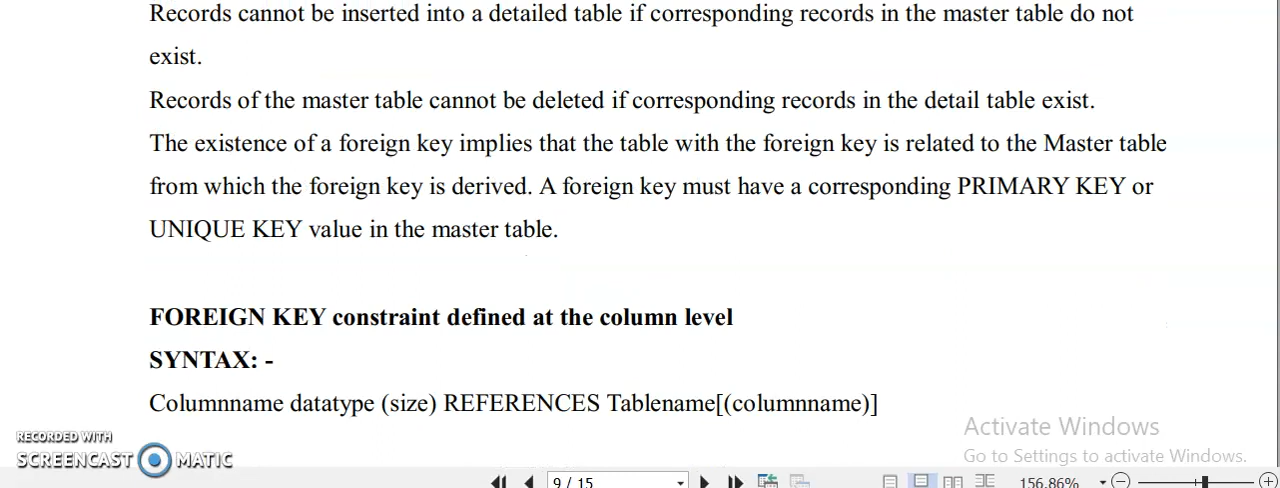 Records cannot be inserted into a detailed table if corresponding records in the master table do not
exist.
Records of the master table cannot be deleted if corresponding records in the detail table exist.
The existence of a foreign key implies that the table with the foreign key is related to the Master table
from which the foreign key is derived. A foreign key must have a corresponding PRIMARY KEY or
UNIQUE KEY value in the master table.
FOREIGN KEY constraint defined at the column level
SYNTAX: -
Columnname datatype (size) REFERENCES Tablename[(columnname)]
Activate Windows
Go to Settings to activate Windows.
RECORDED WITH
SCREENCAST MATIC
9 / 15
156.86%